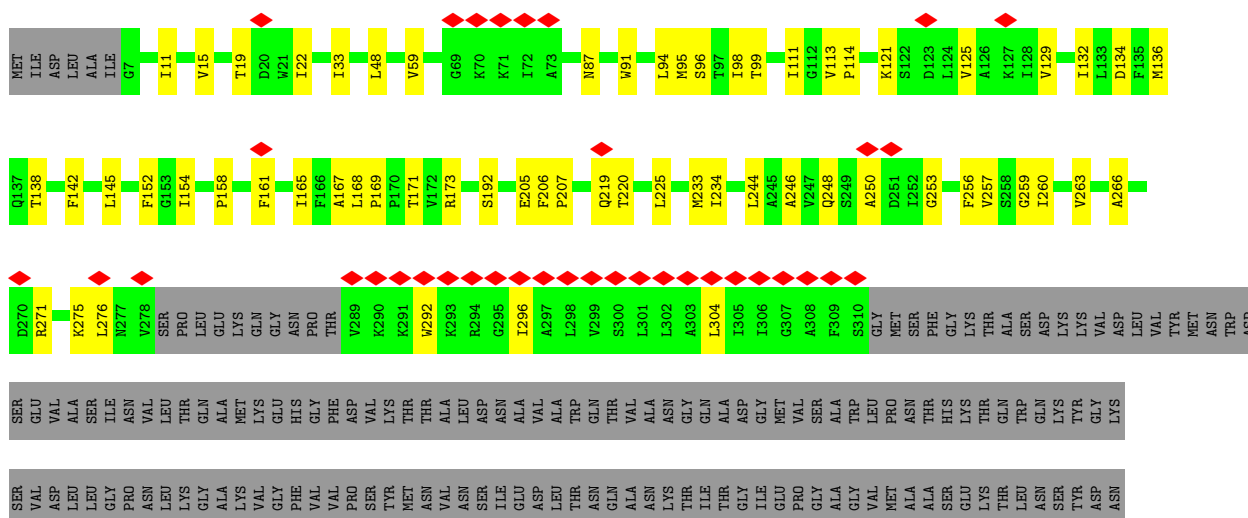 MET ILE ASP LEU ALA ILE G7 I11 V15 T19 D20 W21 I22 I33 L48 V59 G69 K70 K71 I72 A73 N87 W91 L94 M95 S96 T97 I98 T99 I111 G112 V113 P114 K121 S122 D123 L124 V125 A126 K127 I128 V129 I132 L133 D134 F135 M136
Q137 T138 F142 L145 F152 G153 I154 P158 F161 I165 F166 A167 L168 P169 P170 T171 V172 R173 S192 E205 F206 P207 Q219 T220 L225 M233 I234 L244 A245 A246 V247 Q248 S249 A250 D251 I252 G253 F256 V257 S258 G259 I260 V263 A266
D270 R271 K275 L276 N277 V278 SER PRO LEU GLU LYS GLN GLY ASN PRO THR V289 K290 K291 W292 K293 R294 G295 I296 A297 L298 V299 S300 L301 L302 A303 L304 I305 I306 G307 A308 F309 S310 GLY MET SER PHE GLY LYS THR ALA SER ASP LYS LYS VAL ASP LEU VAL TYR MET ASN TRP ASP
SER GLU VAL ALA SER ILE ASN VAL LEU THR GLN ALA MET LYS GLU HIS GLY PHE ASP VAL LYS THR THR ALA LEU ASP ASN ALA VAL ALA TRP GLN THR VAL ALA ASN GLY GLN ALA ASP GLY MET VAL SER ALA TRP LEU PRO ASN THR HIS LYS THR GLN TRP GLN LYS TYR GLY LYS
SER VAL ASP LEU LEU GLY PRO ASN LEU LYS GLY ALA LYS VAL GLY PHE VAL VAL PRO SER TYR MET ASN VAL ASN SER ILE GLU ASP LEU THR ASN GLN ALA ASN LYS THR ILE THR GLY ILE GLU PRO GLY ALA GLY VAL MET ALA ALA SER GLU LYS THR LEU ASN SER TYR ASP ASN